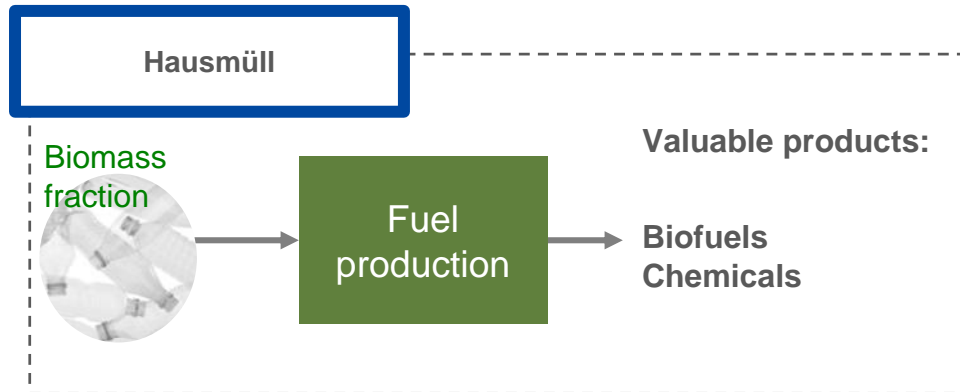 Hausmüll
Biomass
fraction
Fuel
production
Valuable products:
Biofuels
Chemicals